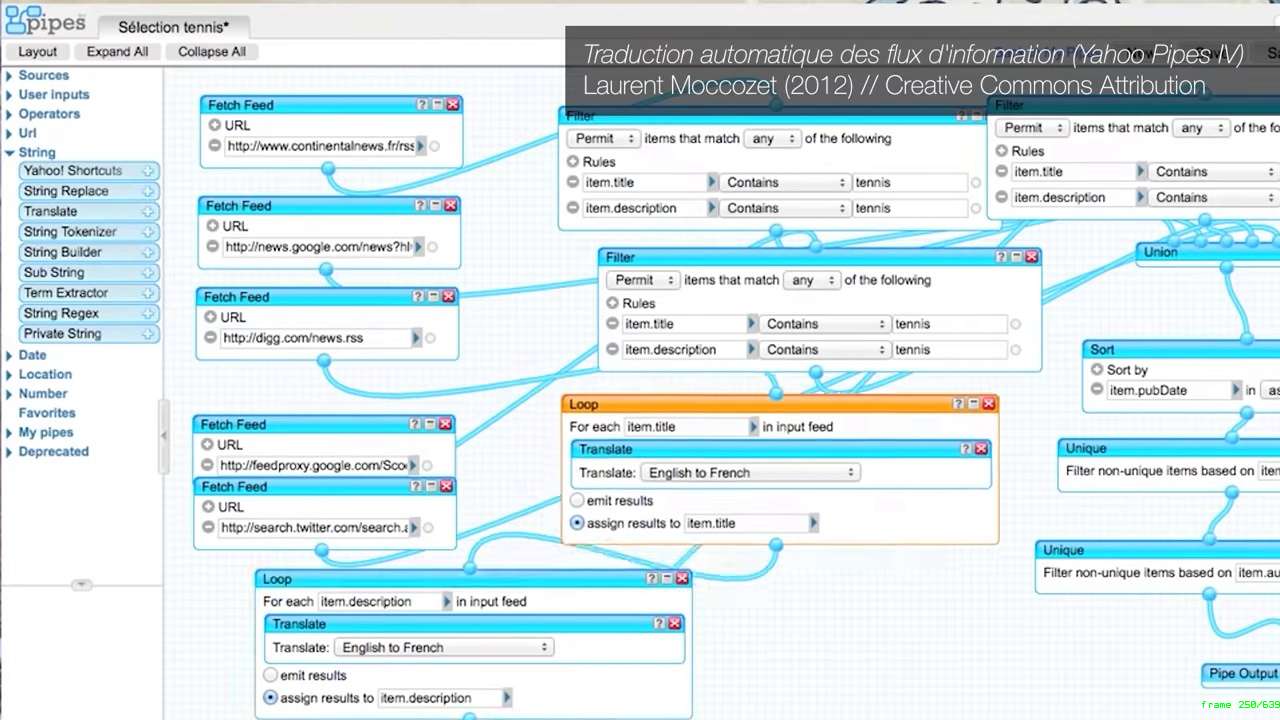 pipes
Sélection tennis*
Traduction automatique des flux d'information (Yahoo Pipes IV)
Laurent Moccozet (2012) // Creative Commons Attribution
Layout
Expand All
Collapse All
Sources
User inputs
Operators
Url
String
Yahoo! Shortcuts
String Replace
Translate
String Tokenizer
String Builder
Sub String
Term Extractor
String Regex
Private String
Date
Location
Number
Favorites
My pipes
Deprecated
Fetch Feed
URL
http://www.continentalnews.fr/rss
Fetch Feed
URL
http://news.google.com/news?hl=
Fetch Feed
URL
http://digg.com/news.rss
Fetch Feed
URL
http://feedproxy.google.com/Scoo
Fetch Feed
URL
http://search.twitter.com/search.a
Filter
Permit items that match any of the following
Rules
item.title Contains tennis
item.description Contains tennis
Filter
Permit items that match any of the fo
Rules
item.title Contains
item.description Contains
Filter
Permit items that match any of the following
Rules
item.title Contains tennis
item.description Contains tennis
Union
Sort
Sort by
item.pubDate in as
Loop
For each item.title in input feed
Translate
Translate: English to French
emit results
assign results to item.title
Unique
Filter non-unique items based on item
Unique
Filter non-unique items based on item.au
Loop
For each item.description in input feed
Translate
Translate: English to French
emit results
assign results to item.description
Pipe Output
frame 250/639